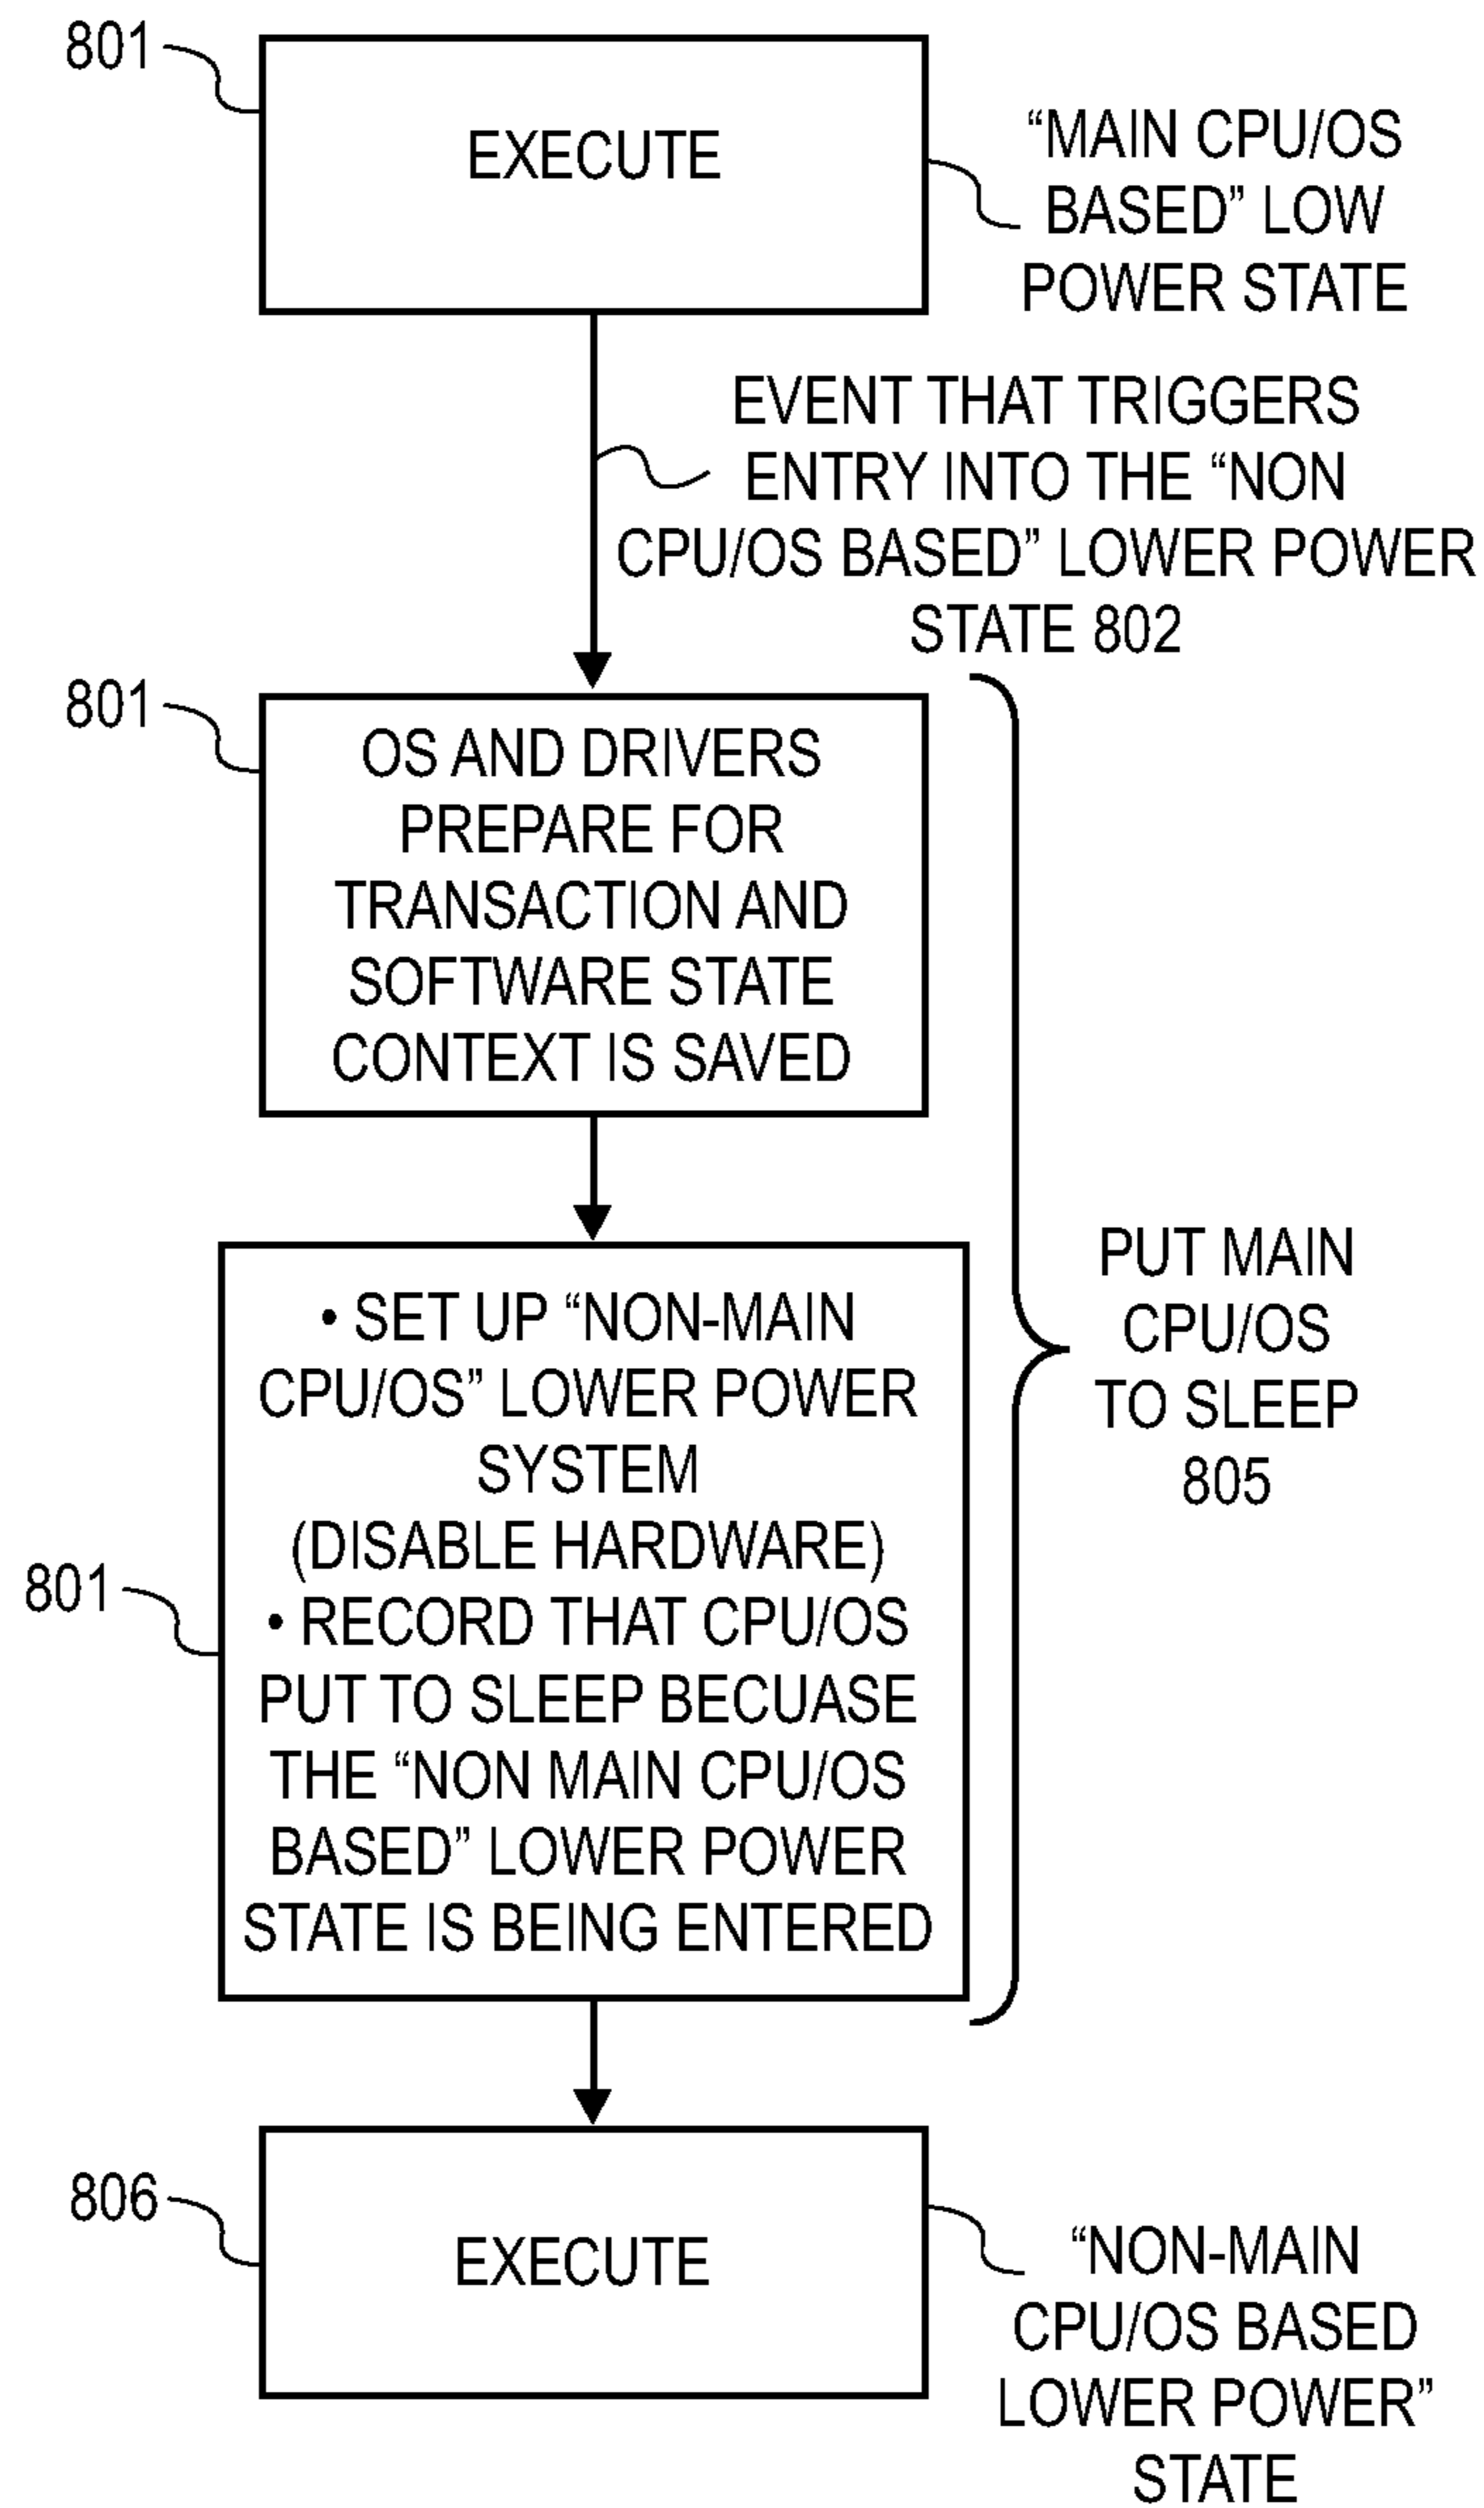 801
EXECUTE
“MAIN CPU/OS
BASED” LOW
POWER STATE
EVENT THAT TRIGGERS
ENTRY INTO THE “NON
CPU/OS BASED” LOWER POWER
STATE 802
801
OS AND DRIVERS
PREPARE FOR
TRANSACTION AND
SOFTWARE STATE
CONTEXT IS SAVED
801
• SET UP “NON-MAIN
CPU/OS” LOWER POWER
SYSTEM
(DISABLE HARDWARE)
• RECORD THAT CPU/OS
PUT TO SLEEP BECUASE
THE “NON MAIN CPU/OS
BASED” LOWER POWER
STATE IS BEING ENTERED
PUT MAIN
CPU/OS
TO SLEEP
805
806
EXECUTE
“NON-MAIN
CPU/OS BASED
LOWER POWER”
STATE